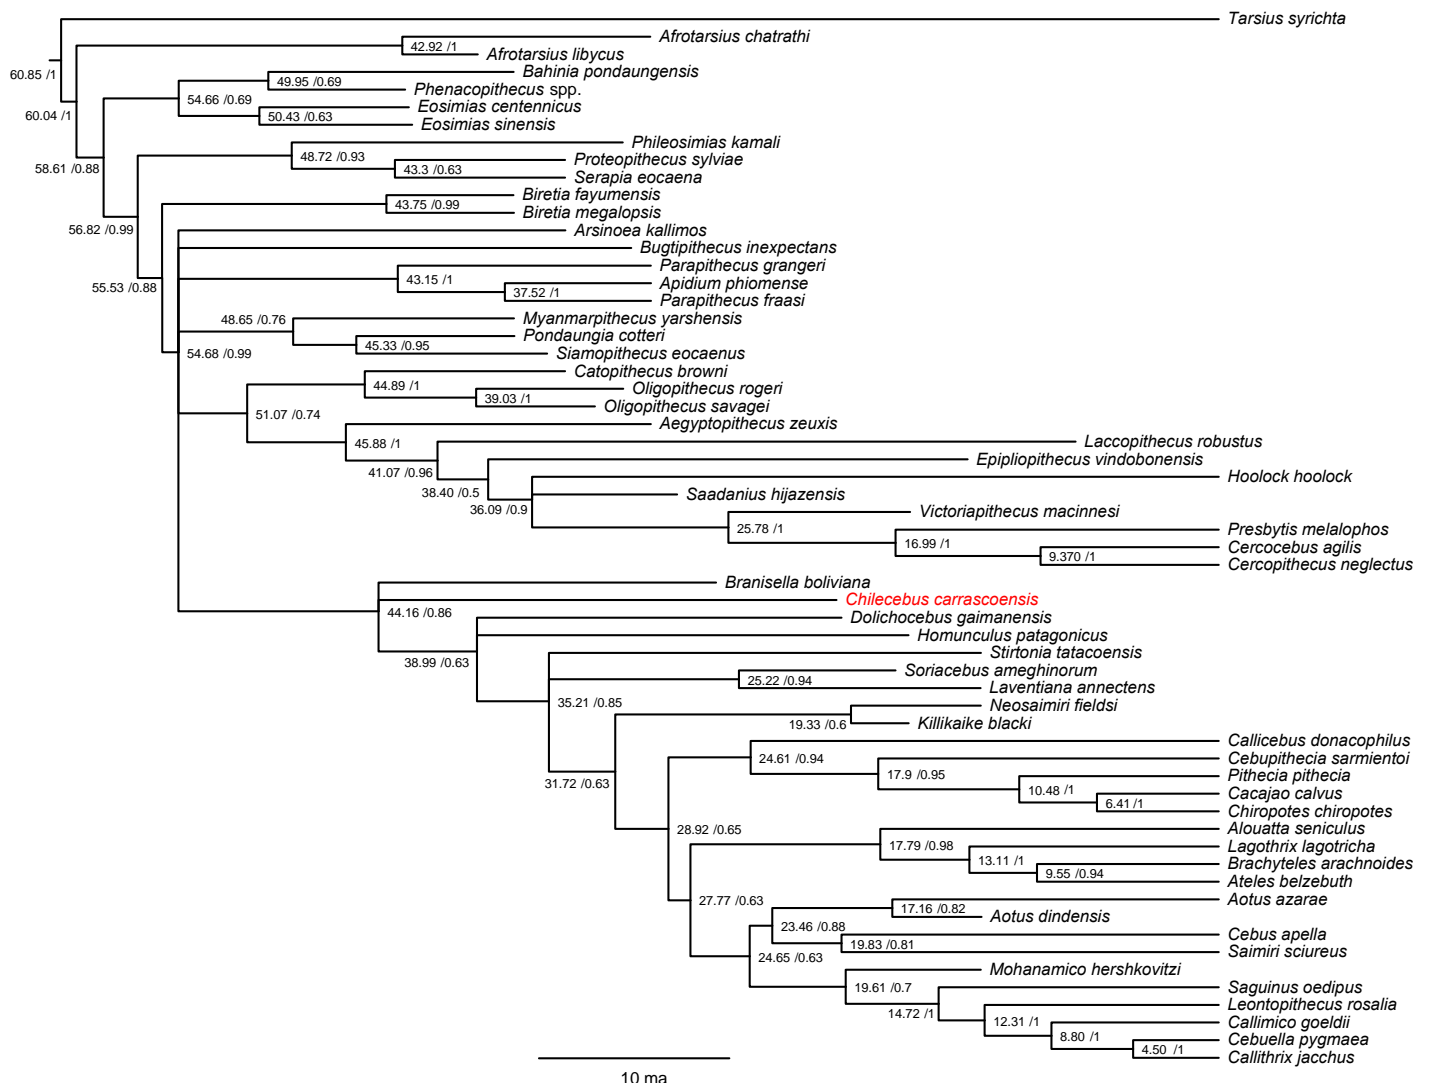 Tarsius syrichta
Afrotarsius chatrathi
42.92 /1
Afrotarsius libycus
60.85 /1
Bahinia pondaungensis
49.95 /0.69
Phenacopithecus spp.
54.66 /0.69
Eosimias centennicus
60.04 /1
50.43 /0.63
Eosimias sinensis
Phileosimias kamali
48.72 /0.93
Proteopithecus sylviae
58.61 /0.88
43.3 /0.63
Serapia eocaena
Biretia fayumensis
43.75 /0.99
Biretia megalopsis
56.82 /0.99
Arsinoea kallimos
Bugtipithecus inexpectans
Parapithecus grangeri
43.15 /1
Apidium phiomense
55.53 /0.88
37.52 /1
Parapithecus fraasi
48.65 /0.76
Myanmarpithecus yarshensis
Pondaungia cotteri
45.33 /0.95
54.68 /0.99
Siamopithecus eocaenus
Catopithecus browni
44.89 /1
Oligopithecus rogeri
39.03 /1
Oligopithecus savagei
51.07 /0.74
Aegyptopithecus zeuxis
45.88 /1
Laccopithecus robustus
Epipliopithecus vindobonensis
41.07 /0.96
Hoolock hoolock
38.40 /0.5
Saadanius hijazensis
36.09 /0.9
Victoriapithecus macinnesi
25.78 /1
Presbytis melalophos
16.99 /1
Cercocebus agilis
9.370 /1
Cercopithecus neglectus
Branisella boliviana
Chilecebus carrascoensis
44.16 /0.86
Dolichocebus gaimanensis
Homunculus patagonicus
Stirtonia tatacoensis
38.99 /0.63
Soriacebus ameghinorum
25.22 /0.94
Laventiana annectens
35.21 /0.85
Neosaimiri fieldsi
19.33 /0.6
Killikaike blacki
Callicebus donacophilus
24.61 /0.94
Cebupithecia sarmientoi
17.9 /0.95
Pithecia pithecia
31.72 /0.63
10.48 /1
Cacajao calvus
6.41 /1
Chiropotes chiropotes
28.92 /0.65
Alouatta seniculus
17.79 /0.98
Lagothrix lagotricha
13.11 /1
Brachyteles arachnoides
9.55 /0.94
Ateles belzebuth
27.77 /0.63
Aotus azarae
17.16 /0.82
Aotus dindensis
23.46 /0.88
Cebus apella
19.83 /0.81
Saimiri sciureus
24.65 /0.63
Mohanamico hershkovitzi
19.61 /0.7
Saguinus oedipus
14.72 /1
Leontopithecus rosalia
12.31 /1
Callimico goeldii
8.80 /1
Cebuella pygmaea
4.50 /1
Callithrix jacchus
10 ma